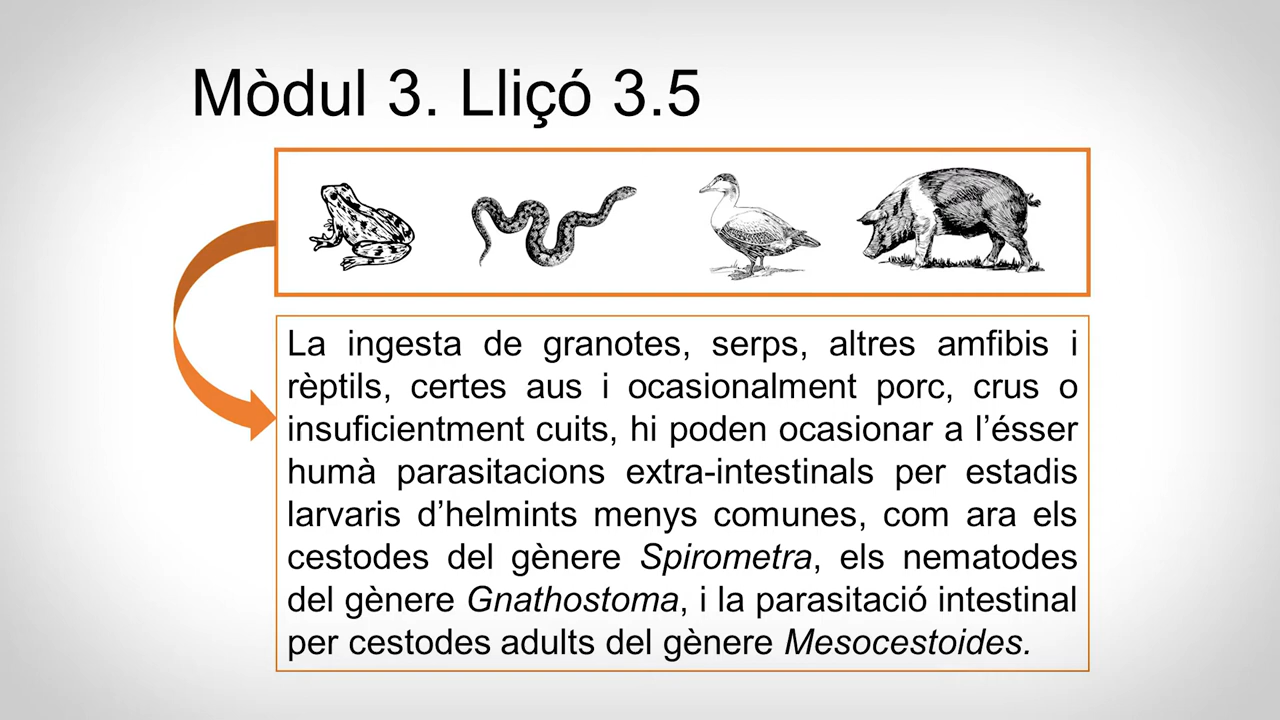 Mòdul 3. Lliçó 3.5
La ingesta de granotes, serps, altres amfibis i
rèptils, certes aus i ocasionalment porc, crus o
insuficientment cuits, hi poden ocasionar a l’ésser
humà parasitacions extra-intestinals per estadis
larvaris d’helmints menys comunes, com ara els
cestodes del gènere Spirometra, els nematodes
del gènere Gnathostoma, i la parasitació intestinal
per cestodes adults del gènere Mesocestoides.